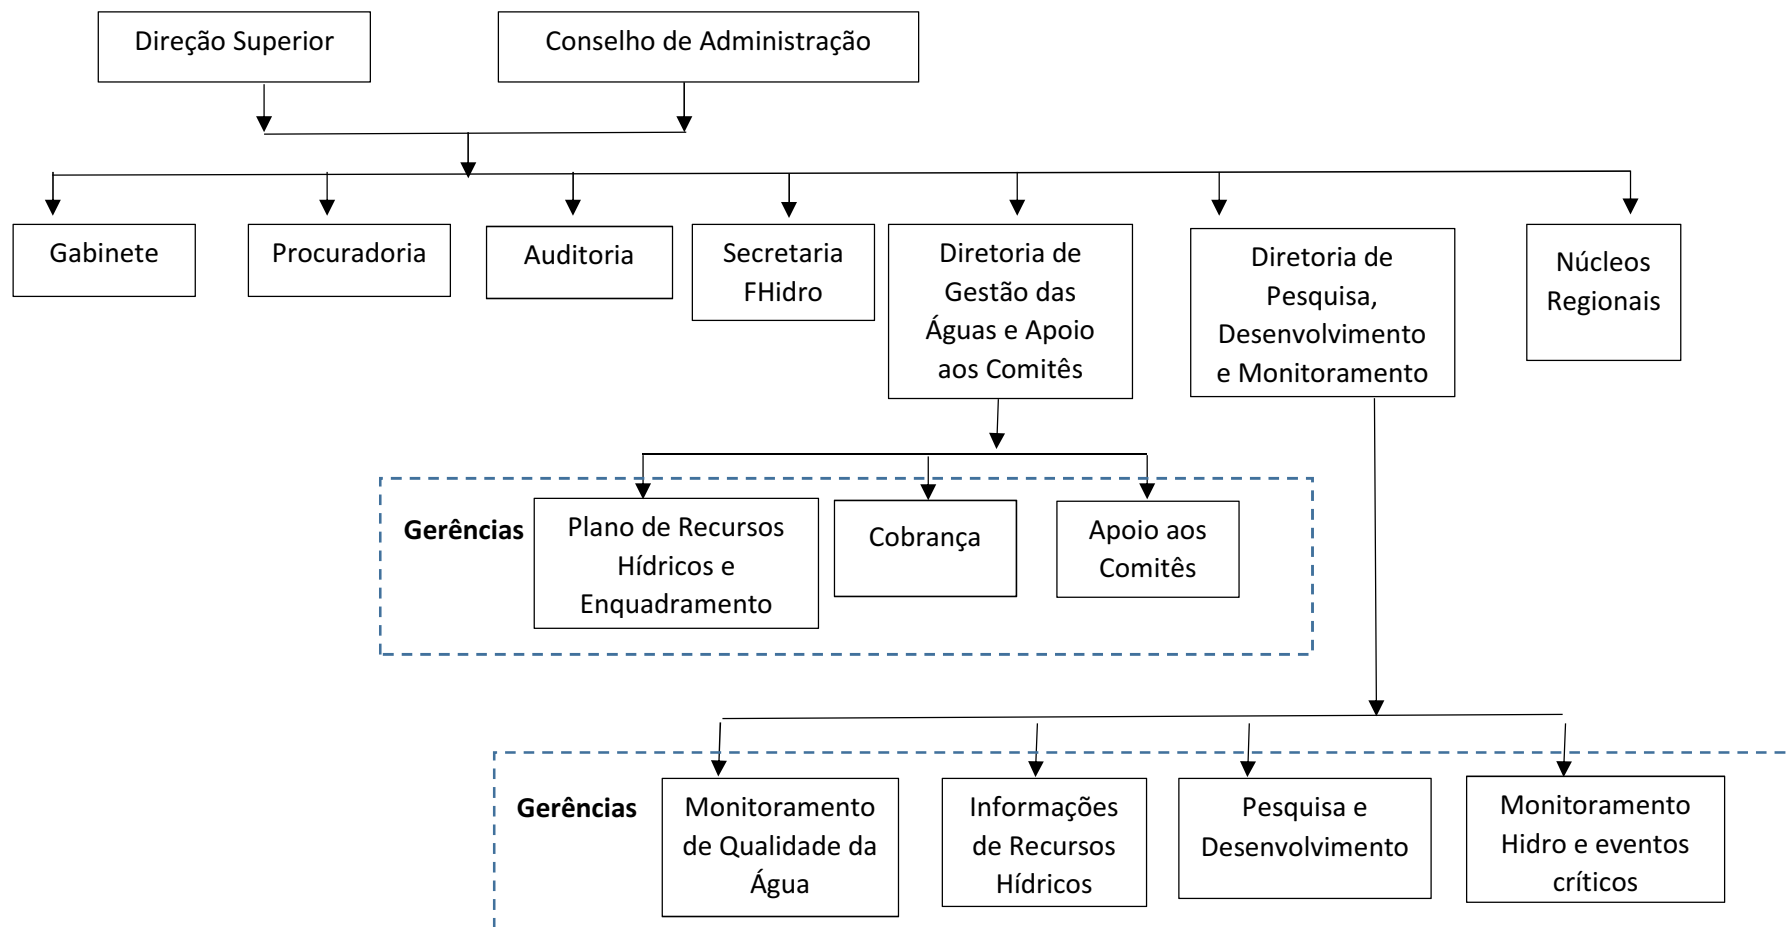 Direção Superior
Conselho de Administração
Gabinete
Procuradoria
Auditoria
Secretaria
FHidro
Diretoria de
Gestão das
Águas e Apoio
aos Comitês
Diretoria de
Pesquisa,
Desenvolvimento
e Monitoramento
Núcleos
Regionais
Gerências
Plano de Recursos
Hídricos e
Enquadramento
Cobrança
Apoio aos
Comitês
Gerências
Monitoramento
de Qualidade da
Água
Informações
de Recursos
Hídricos
Pesquisa e
Desenvolvimento
Monitoramento
Hidro e eventos
críticos